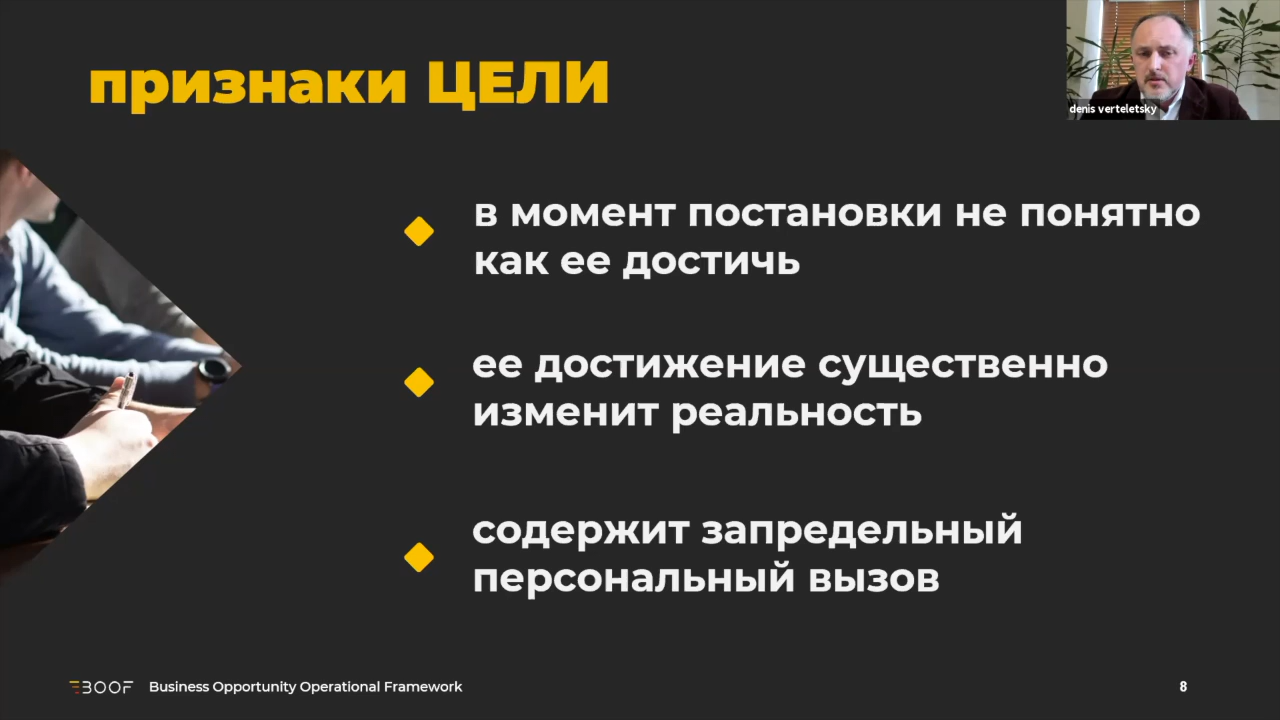 признаки ЦЕЛИ
denis verteletsky
в момент постановки не понятно
как ее достичь
ее достижение существенно
изменит реальность
содержит запредельный
персональный вызов
BOOF Business Opportunity Operational Framework
8